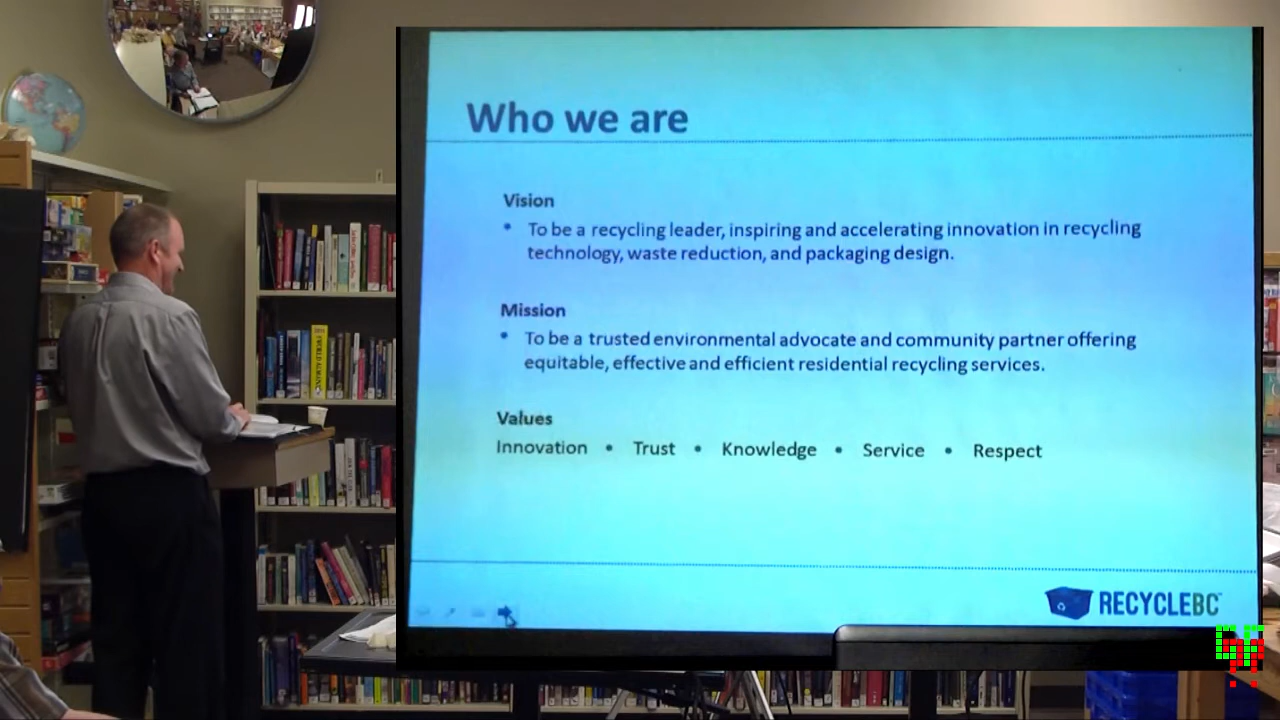 Who we are
Vision
• To be a recycling leader, inspiring and accelerating innovation in recycling
technology, waste reduction, and packaging design.
Mission
• To be a trusted environmental advocate and community partner offering
equitable, effective and efficient residential recycling services.
Values
Innovation • Trust • Knowledge • Service • Respect
RECYCLEBC